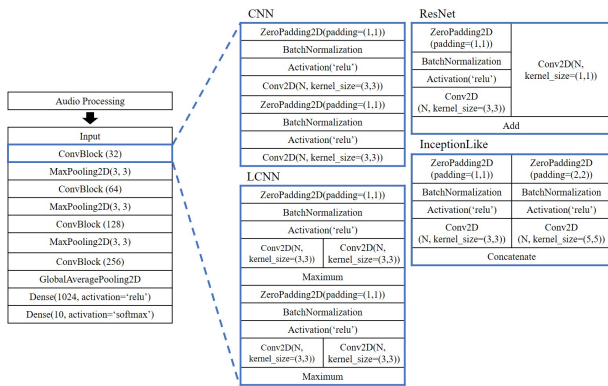 Audio Processing
Input
ConvBlock (32)
MaxPooling2D(3, 3)
ConvBlock (64)
MaxPooling2D(3, 3)
ConvBlock (128)
MaxPooling2D(3, 3)
ConvBlock (256)
GlobalAveragePooling2D
Dense(1024, activation=‘relu’)
Dense(10, activation=‘softmax’)
CNN
ZeroPadding2D(padding=(1,1))
BatchNormalization
Activation(‘relu’)
Conv2D(N, kernel_size=(3,3))
ZeroPadding2D(padding=(1,1))
BatchNormalization
Activation(‘relu’)
Conv2D(N, kernel_size=(3,3))
LCNN
ZeroPadding2D(padding=(1,1))
BatchNormalization
Activation(‘relu’)
Conv2D(N,
kernel_size=(3,3))
Conv2D(N,
kernel_size=(3,3))
Maximum
ZeroPadding2D(padding=(1,1))
BatchNormalization
Activation(‘relu’)
Conv2D(N,
kernel_size=(3,3))
Conv2D(N,
kernel_size=(3,3))
Maximum
ResNet
ZeroPadding2D
(padding=(1,1))
BatchNormalization
Activation(‘relu’)
Conv2D
(N, kernel_size=(3,3))
Conv2D(N,
kernel_size=(1,1))
Add
InceptionLike
ZeroPadding2D
(padding=(1,1))
BatchNormalization
Activation(‘relu’)
Conv2D
(N, kernel_size=(3,3))
ZeroPadding2D
(padding=(2,2))
BatchNormalization
Activation(‘relu’)
Conv2D
(N, kernel_size=(5,5))
Concatenate